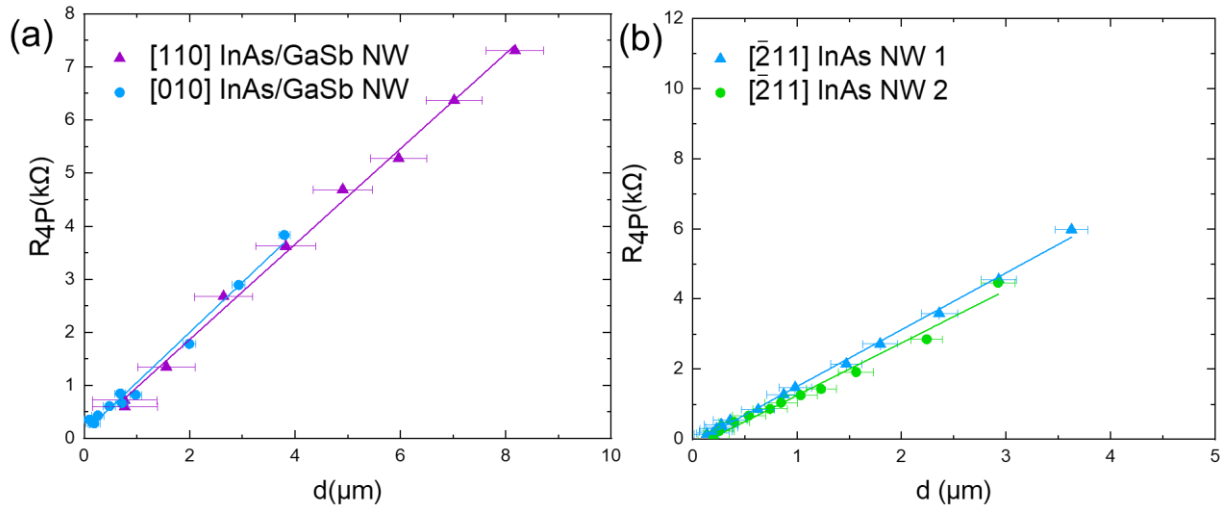 (a)
[110] InAs/GaSb NW
[010] InAs/GaSb NW
R4P(kΩ)
8
7
6
5
4
3
2
1
0
0
2
4
6
8
10
d(μm)
(b)
[2̄11] InAs NW 1
[2̄11] InAs NW 2
R4P(kΩ)
12
10
8
6
4
2
0
0
1
2
3
4
5
d (μm)